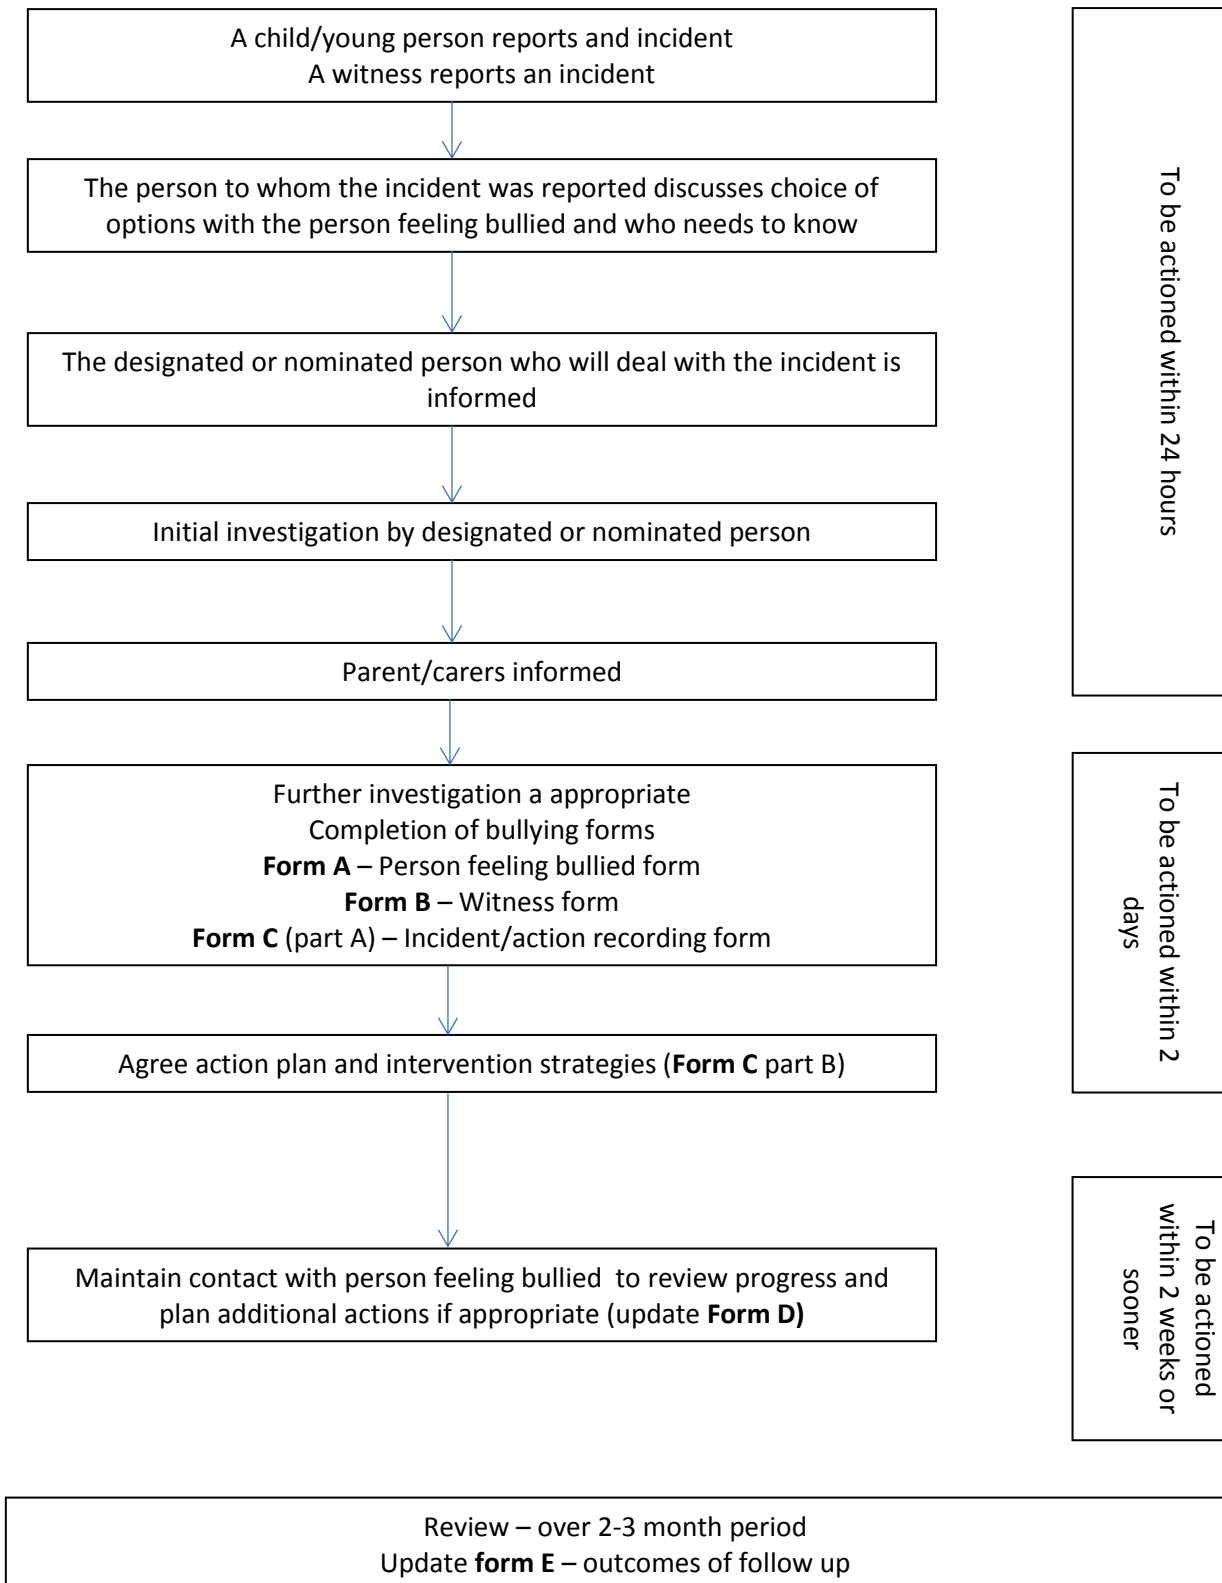 A child/young person reports and incident
A witness reports an incident
The person to whom the incident was reported discusses choice of
options with the person feeling bullied and who needs to know
The designated or nominated person who will deal with the incident is
informed
Initial investigation by designated or nominated person
Parent/carers informed
To be actioned within 24 hours
Further investigation a appropriate
Completion of bullying forms
Form A – Person feeling bullied form
Form B – Witness form
Form C (part A) – Incident/action recording form
Agree action plan and intervention strategies (Form C part B)
To be actioned within 2
days
Maintain contact with person feeling bullied  to review progress and
plan additional actions if appropriate (update Form D)
To be actioned
within 2 weeks or
sooner
Review – over 2-3 month period
Update form E – outcomes of follow up